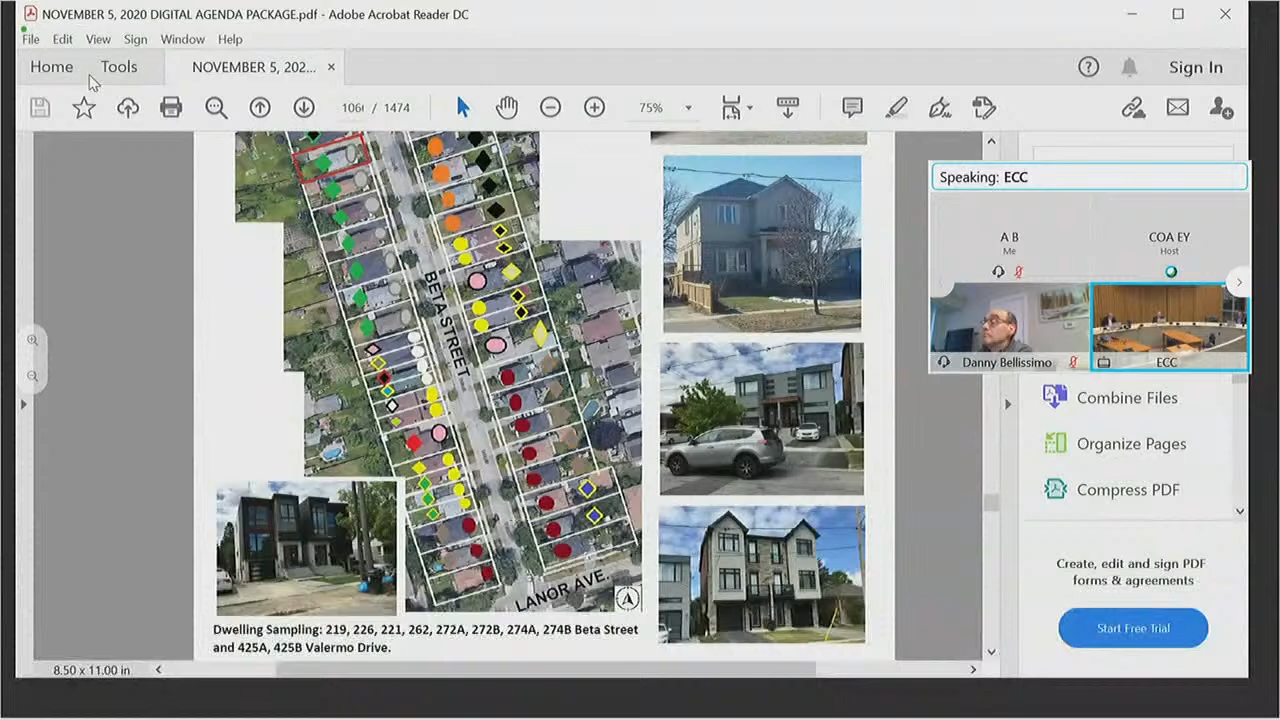 NOVEMBER 5, 2020 DIGITAL AGENDA PACKAGE.pdf - Adobe Acrobat Reader DC
File Edit View Sign Window Help
Home Tools NOVEMBER 5, 202... × Sign In
106( / 1474 75%
Speaking: ECC
A B
Me
COA EY
Host
Danny Bellissimo
ECC
BETA STREET
LANOR AVE.
Combine Files
Organize Pages
Compress PDF
Create, edit and sign PDF
forms & agreements
Start Free Trial
Dwelling Sampling: 219, 226, 221, 262, 272A, 272B, 274A, 274B Beta Street
and 425A, 425B Valermo Drive.
8.50 x 11.00 in